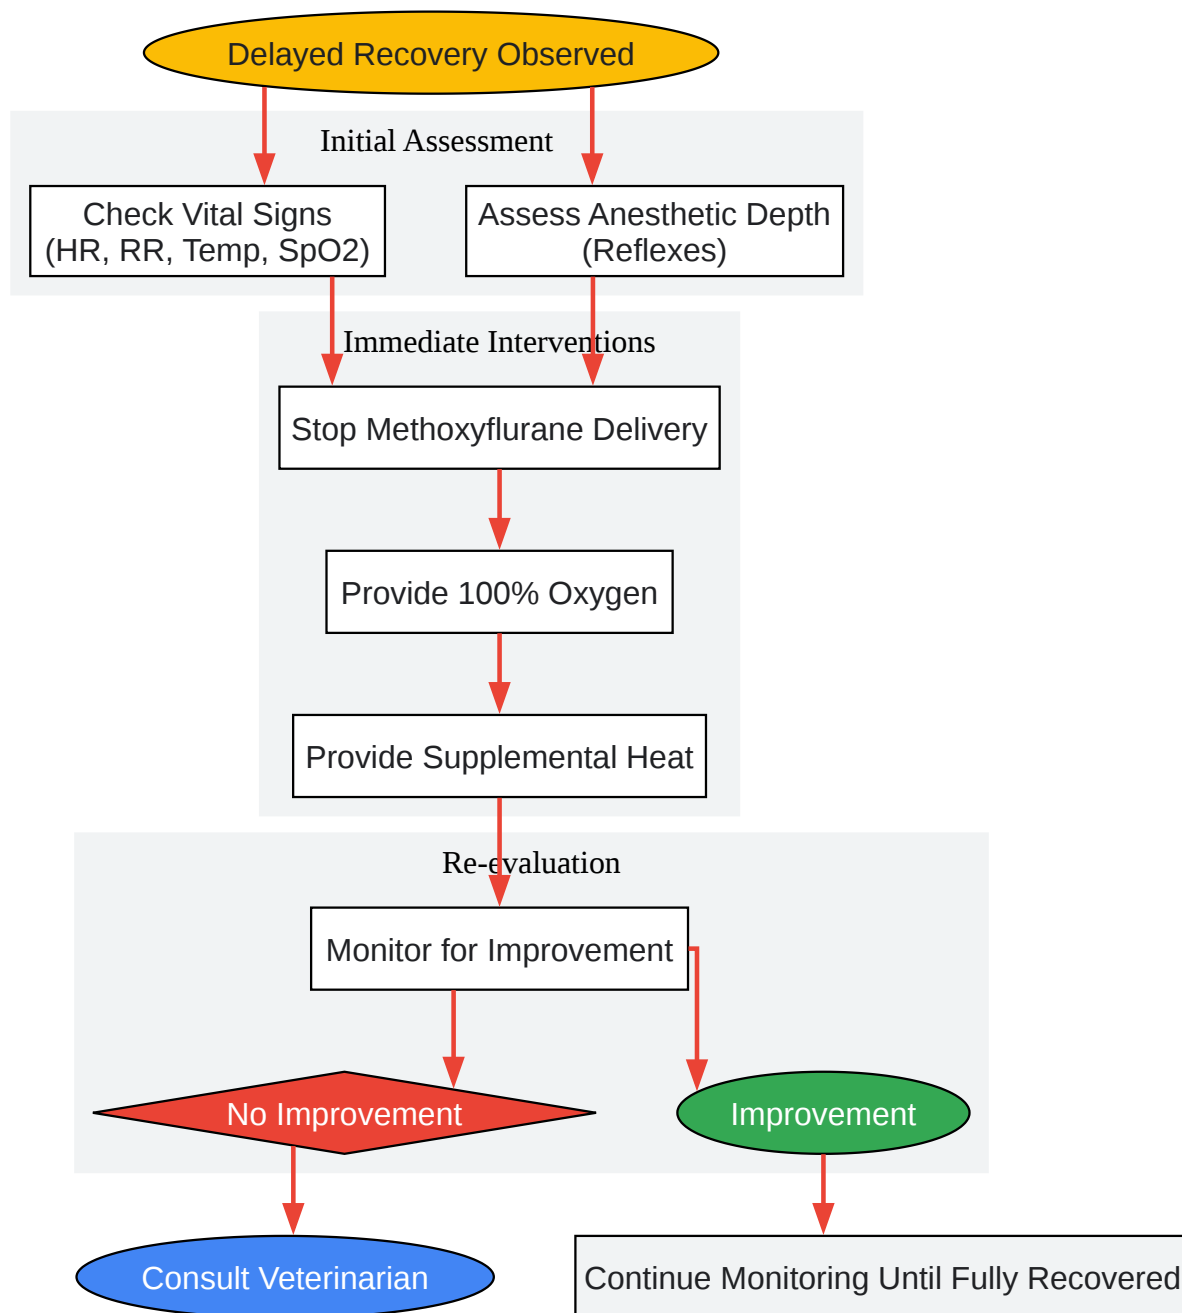 Delayed Recovery Observed
Initial Assessment
Check Vital Signs
(HR, RR, Temp, SpO2)
Assess Anesthetic Depth
(Reflexes)
Immediate Interventions
Stop Methoxyflurane Delivery
Provide 100% Oxygen
Provide Supplemental Heat
Re-evaluation
Monitor for Improvement
No Improvement
Improvement
Consult Veterinarian
Continue Monitoring Until Fully Recovered